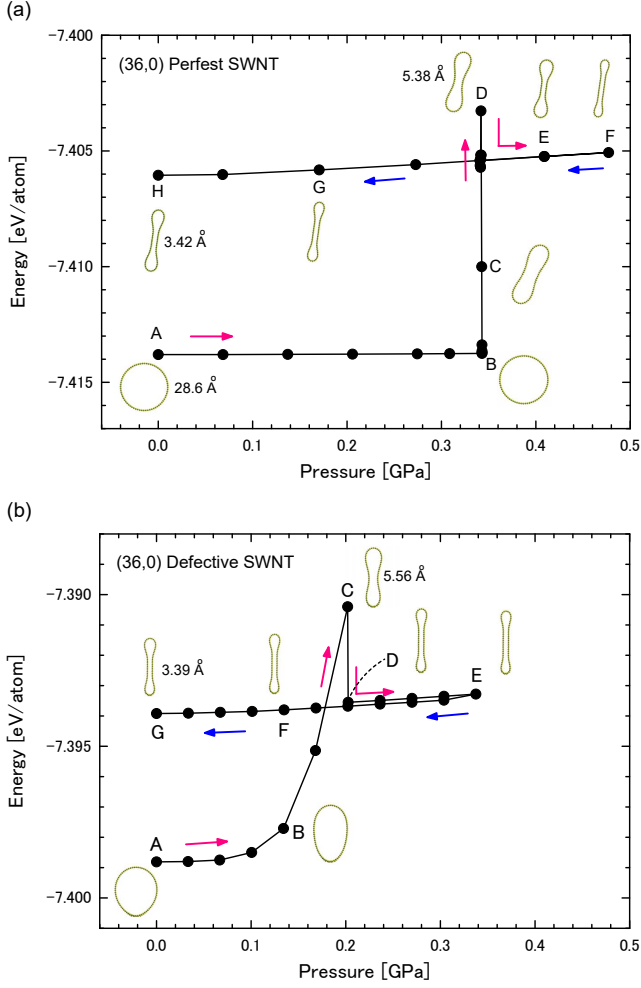 (a)
-7.400
(36,0) Perfest SWNT
5.38 Å
D
E
F
-7.405
H
G
3.42 Å
-7.410
C
A
B
28.6 Å
-7.415
0.0 0.1 0.2 0.3 0.4 0.5
Pressure [GPa]
Energy [eV/atom]
(b)
(36,0) Defective SWNT
-7.390
C
5.56 Å
3.39 Å
D
E
G
F
-7.395
A
B
-7.400
0.0 0.1 0.2 0.3 0.4 0.5
Pressure [GPa]
Energy [eV/atom]